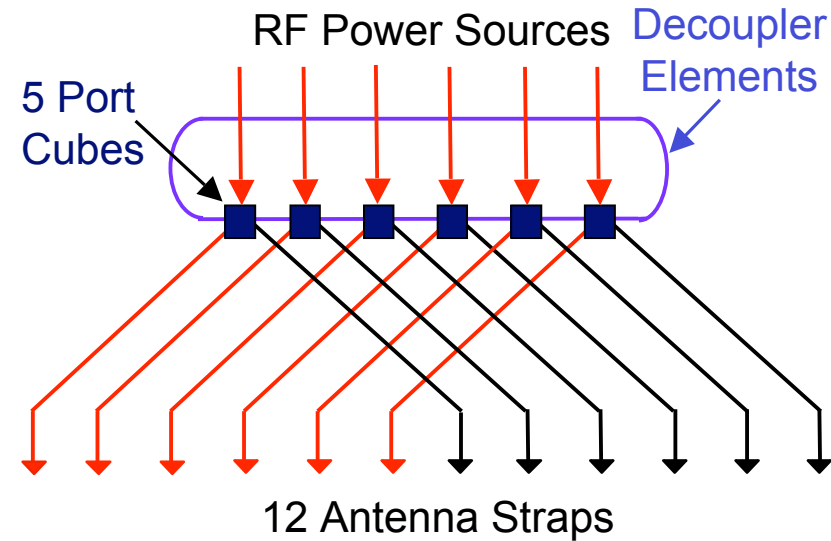 RF Power Sources
Decoupler
Elements
5 Port
Cubes
12 Antenna Straps